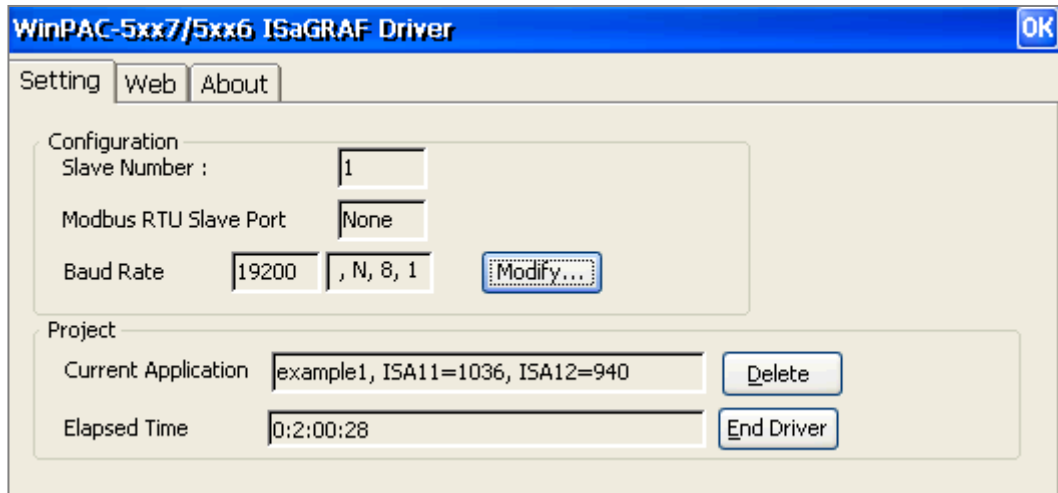 WinPAC-5xx7/5xx6 ISaGRAF Driver OK
Setting Web About
Configuration
Slave Number : 1
Modbus RTU Slave Port None
Baud Rate 19200 , N, 8, 1 Modify...
Project
Current Application example1, ISA11=1036, ISA12=940 Delete
Elapsed Time 0:2:00:28 End Driver